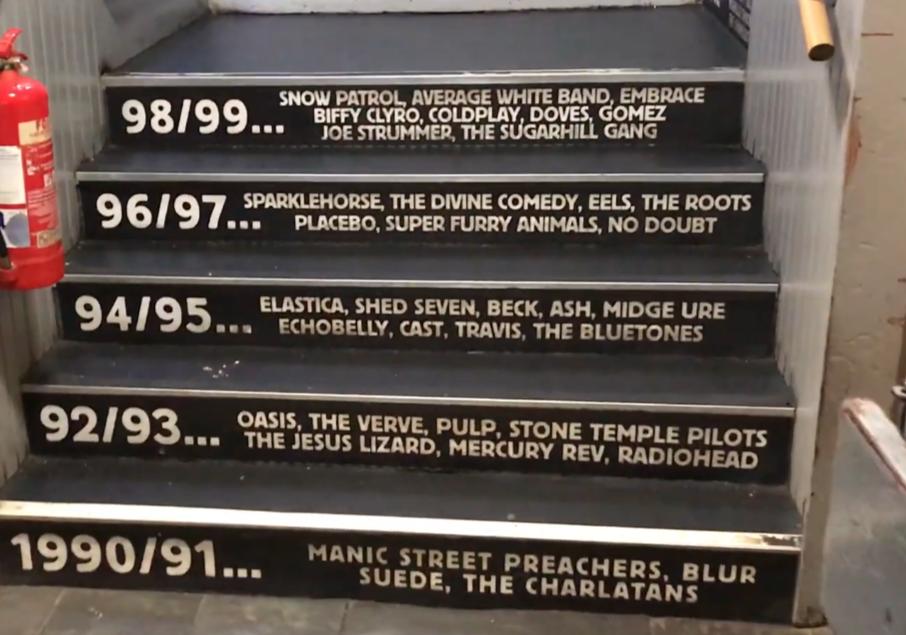 98/99...
SNOW PATROL, AVERAGE WHITE BAND, EMBRACE
BIFFY CLYRO, COLDPLAY, DOVES, GOMEZ
JOE STRUMMER, THE SUGARHILL GANG
96/97...
SPARKLEHORSE, THE DIVINE COMEDY, EELS, THE ROOTS
PLACEBO, SUPER FURRY ANIMALS, NO DOUBT
94/95...
ELASTICA, SHED SEVEN, BECK, ASH, MIDGE URE
ECHOBELLY, CAST, TRAVIS, THE BLUETONES
92/93...
OASIS, THE VERVE, PULP, STONE TEMPLE PILOTS
THE JESUS LIZARD, MERCURY REV, RADIOHEAD
1990/91...
MANIC STREET PREACHERS, BLUR
SUEDE, THE CHARLATANS